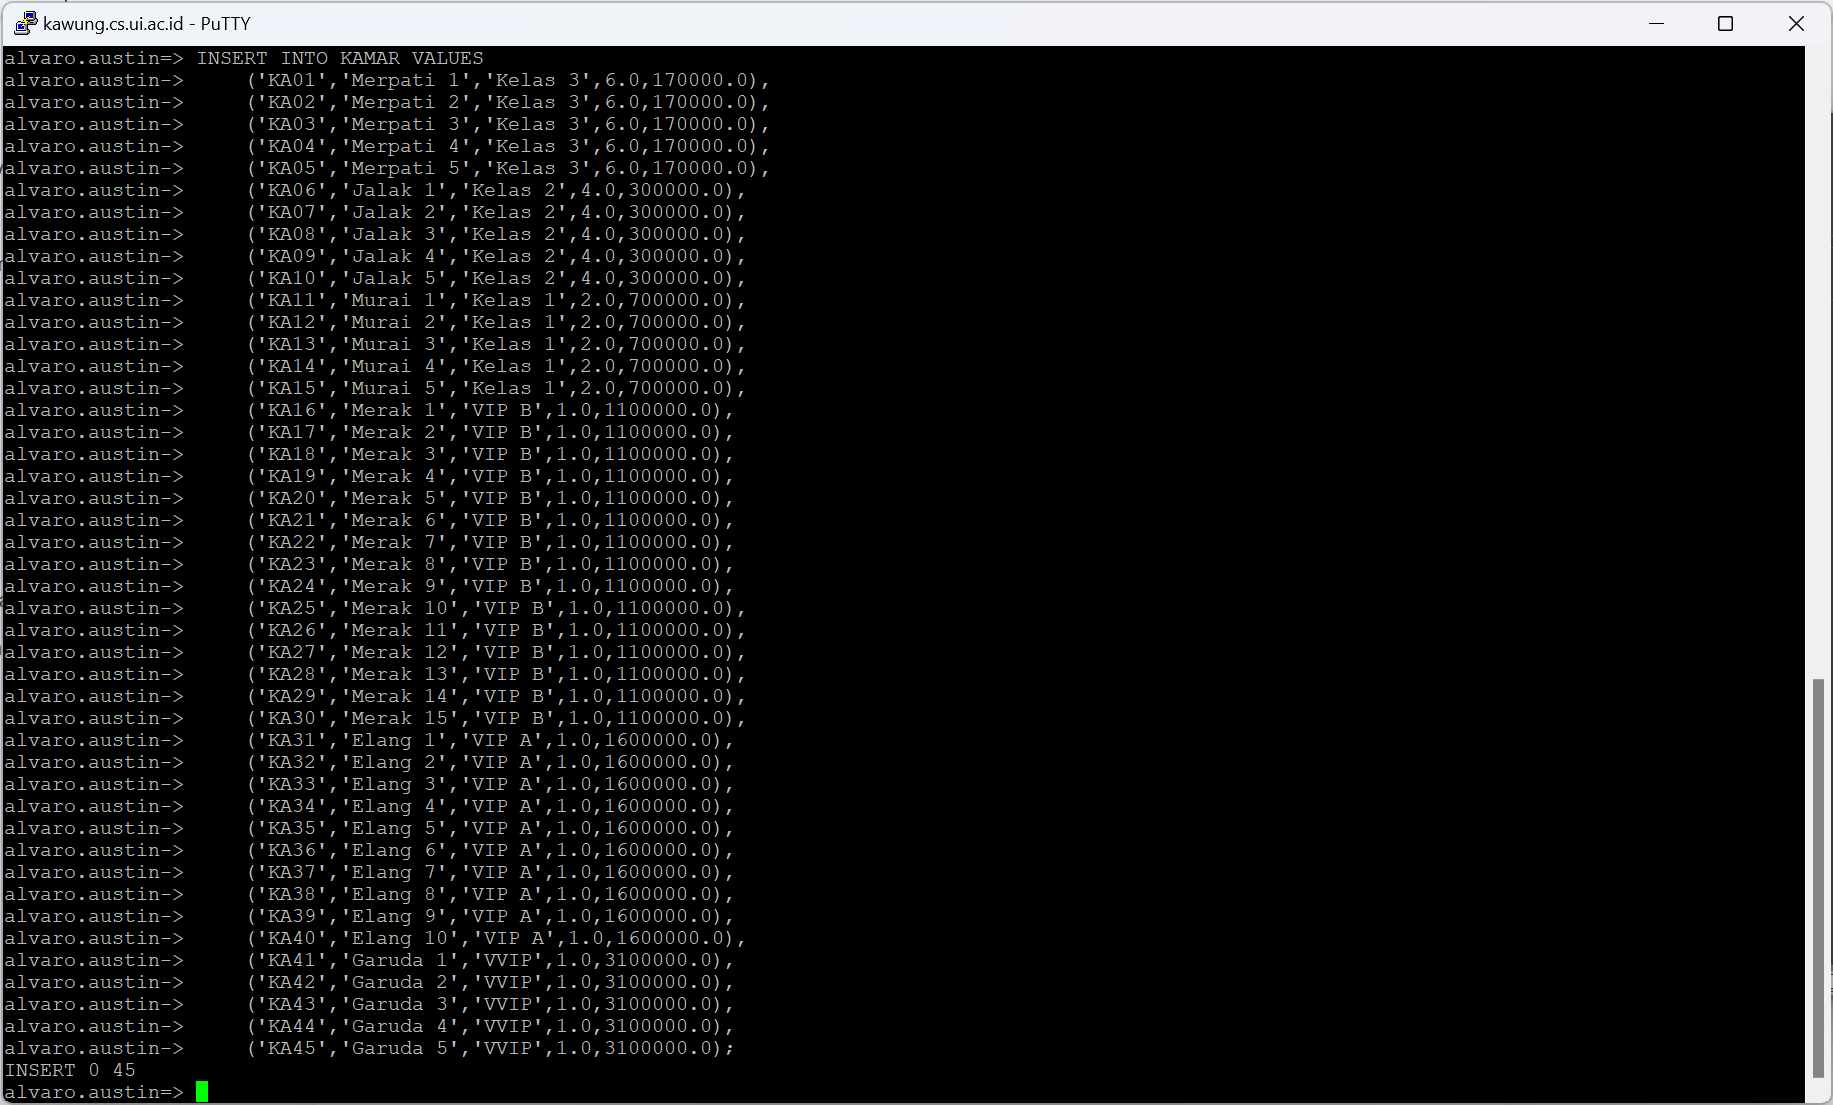 kawung.cs.ui.ac.id - PuTTY
alvaro.austin=> INSERT INTO KAMAR VALUES
alvaro.austin->     ('KA01','Merpati 1','Kelas 3',6.0,170000.0),
alvaro.austin->     ('KA02','Merpati 2','Kelas 3',6.0,170000.0),
alvaro.austin->     ('KA03','Merpati 3','Kelas 3',6.0,170000.0),
alvaro.austin->     ('KA04','Merpati 4','Kelas 3',6.0,170000.0),
alvaro.austin->     ('KA05','Merpati 5','Kelas 3',6.0,170000.0),
alvaro.austin->     ('KA06','Jalak 1','Kelas 2',4.0,300000.0),
alvaro.austin->     ('KA07','Jalak 2','Kelas 2',4.0,300000.0),
alvaro.austin->     ('KA08','Jalak 3','Kelas 2',4.0,300000.0),
alvaro.austin->     ('KA09','Jalak 4','Kelas 2',4.0,300000.0),
alvaro.austin->     ('KA10','Jalak 5','Kelas 2',4.0,300000.0),
alvaro.austin->     ('KA11','Murai 1','Kelas 1',2.0,700000.0),
alvaro.austin->     ('KA12','Murai 2','Kelas 1',2.0,700000.0),
alvaro.austin->     ('KA13','Murai 3','Kelas 1',2.0,700000.0),
alvaro.austin->     ('KA14','Murai 4','Kelas 1',2.0,700000.0),
alvaro.austin->     ('KA15','Murai 5','Kelas 1',2.0,700000.0),
alvaro.austin->     ('KA16','Merak 1','VIP B',1.0,1100000.0),
alvaro.austin->     ('KA17','Merak 2','VIP B',1.0,1100000.0),
alvaro.austin->     ('KA18','Merak 3','VIP B',1.0,1100000.0),
alvaro.austin->     ('KA19','Merak 4','VIP B',1.0,1100000.0),
alvaro.austin->     ('KA20','Merak 5','VIP B',1.0,1100000.0),
alvaro.austin->     ('KA21','Merak 6','VIP B',1.0,1100000.0),
alvaro.austin->     ('KA22','Merak 7','VIP B',1.0,1100000.0),
alvaro.austin->     ('KA23','Merak 8','VIP B',1.0,1100000.0),
alvaro.austin->     ('KA24','Merak 9','VIP B',1.0,1100000.0),
alvaro.austin->     ('KA25','Merak 10','VIP B',1.0,1100000.0),
alvaro.austin->     ('KA26','Merak 11','VIP B',1.0,1100000.0),
alvaro.austin->     ('KA27','Merak 12','VIP B',1.0,1100000.0),
alvaro.austin->     ('KA28','Merak 13','VIP B',1.0,1100000.0),
alvaro.austin->     ('KA29','Merak 14','VIP B',1.0,1100000.0),
alvaro.austin->     ('KA30','Merak 15','VIP B',1.0,1100000.0),
alvaro.austin->     ('KA31','Elang 1','VIP A',1.0,1600000.0),
alvaro.austin->     ('KA32','Elang 2','VIP A',1.0,1600000.0),
alvaro.austin->     ('KA33','Elang 3','VIP A',1.0,1600000.0),
alvaro.austin->     ('KA34','Elang 4','VIP A',1.0,1600000.0),
alvaro.austin->     ('KA35','Elang 5','VIP A',1.0,1600000.0),
alvaro.austin->     ('KA36','Elang 6','VIP A',1.0,1600000.0),
alvaro.austin->     ('KA37','Elang 7','VIP A',1.0,1600000.0),
alvaro.austin->     ('KA38','Elang 8','VIP A',1.0,1600000.0),
alvaro.austin->     ('KA39','Elang 9','VIP A',1.0,1600000.0),
alvaro.austin->     ('KA40','Elang 10','VIP A',1.0,1600000.0),
alvaro.austin->     ('KA41','Garuda 1','VVIP',1.0,3100000.0),
alvaro.austin->     ('KA42','Garuda 2','VVIP',1.0,3100000.0),
alvaro.austin->     ('KA43','Garuda 3','VVIP',1.0,3100000.0),
alvaro.austin->     ('KA44','Garuda 4','VVIP',1.0,3100000.0),
alvaro.austin->     ('KA45','Garuda 5','VVIP',1.0,3100000.0);
INSERT 0 45
alvaro.austin=>